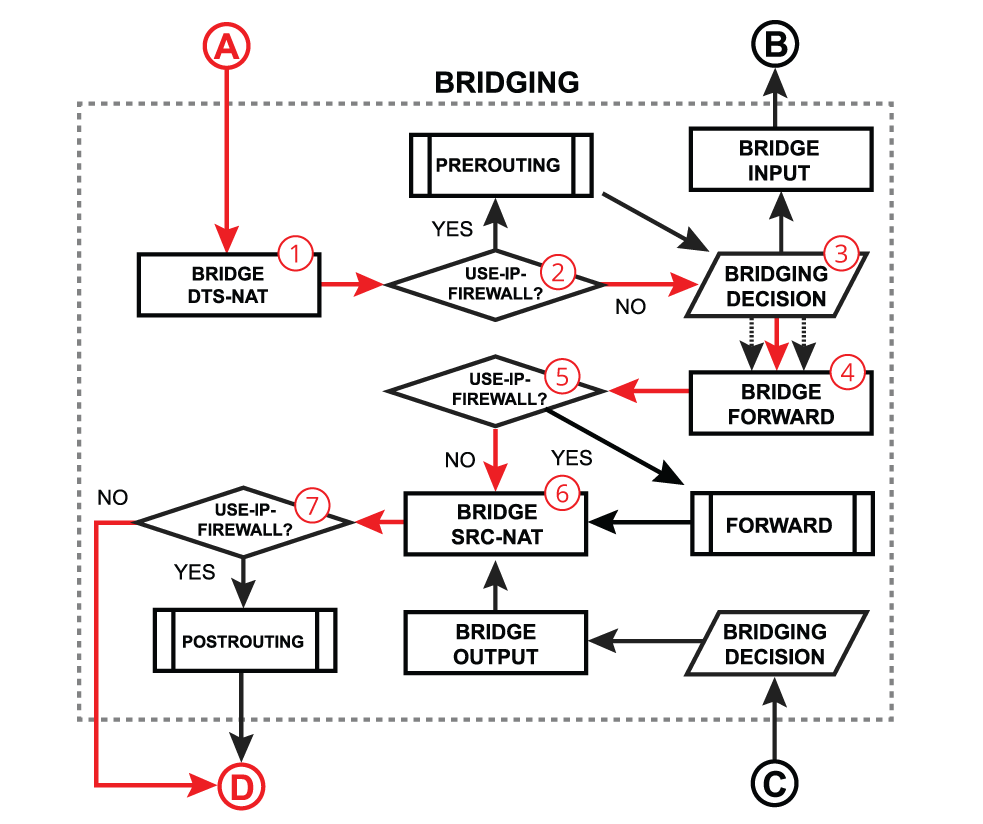 A
B
BRIDGING
PREROUTING
BRIDGE
INPUT
YES
1
BRIDGE
DTS-NAT
USE-IP-
FIREWALL?
2
NO
3
BRIDGING
DECISION
USE-IP-
FIREWALL?
5
4
BRIDGE
FORWARD
NO
YES
NO
USE-IP-
FIREWALL?
7
6
BRIDGE
SRC-NAT
FORWARD
YES
POSTROUTING
BRIDGE
OUTPUT
BRIDGING
DECISION
D
C